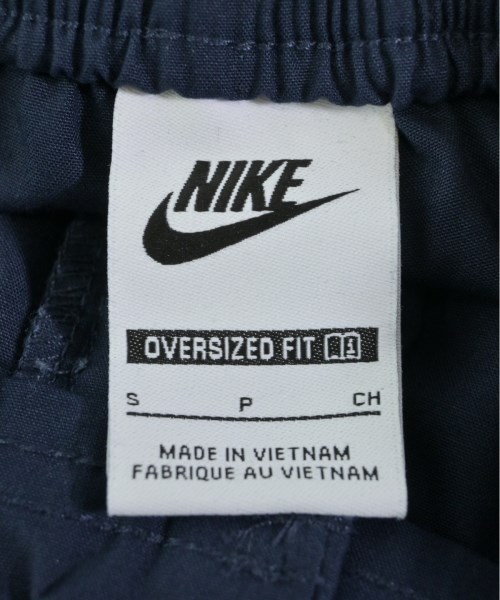 NIKE
OVERSIZED FIT
S P CH
MADE IN VIETNAM
FABRIQUE AU VIETNAM